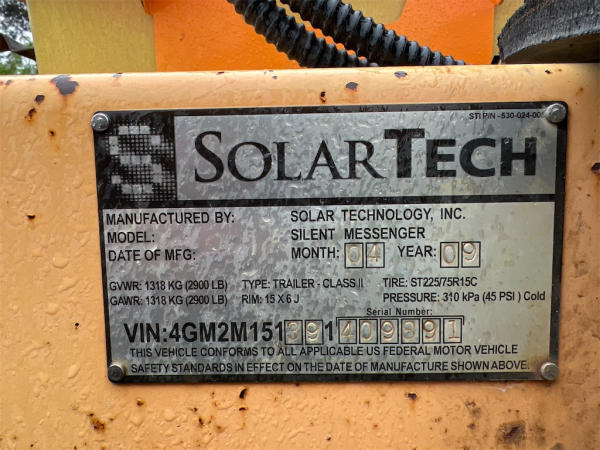 STI P/N - 530-024-00
SOLARTECH
MANUFACTURED BY: SOLAR TECHNOLOGY, INC.
MODEL: SILENT MESSENGER
DATE OF MFG: MONTH: 04 YEAR: 09
GVWR: 1318 KG (2900 LB) TYPE: TRAILER - CLASS II TIRE: ST225/75R15C
GAWR: 1318 KG (2900 LB) RIM: 15 X 6 J PRESSURE: 310 kPa (45 PSI ) Cold
Serial Number:
VIN:4GM2M151391409891
THIS VEHICLE CONFORMS TO ALL APPLICABLE US FEDERAL MOTOR VEHICLE
SAFETY STANDARDS IN EFFECT ON THE DATE OF MANUFACTURE SHOWN ABOVE.